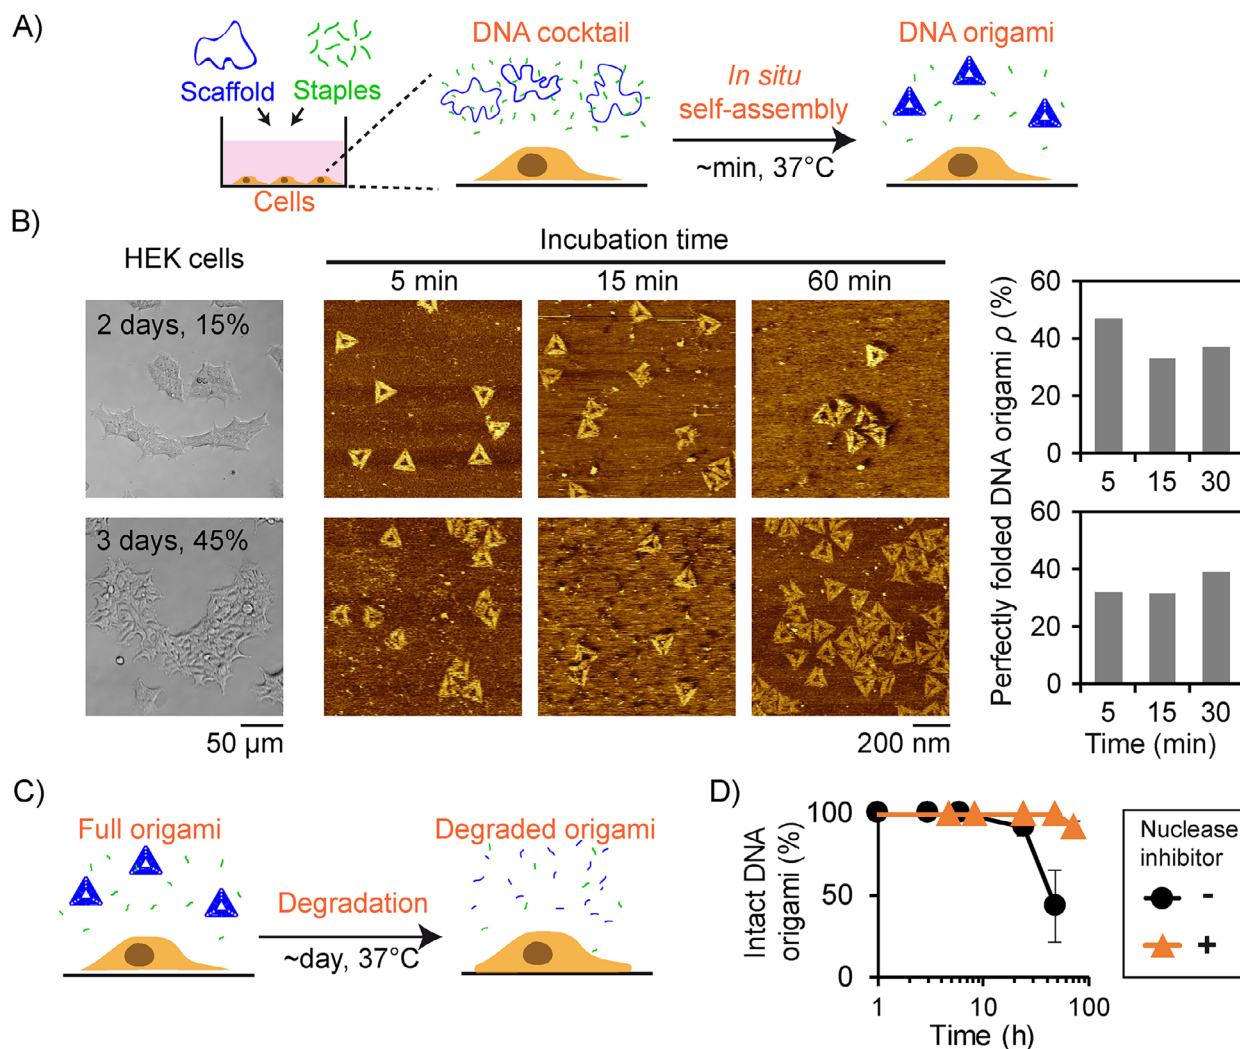 A)
Scaffold
Staples
Cells
DNA cocktail
In situ
self-assembly
~min, 37°C
DNA origami
B)
HEK cells
Incubation time
5 min
15 min
60 min
2 days, 15%
3 days, 45%
50 µm
200 nm
Perfectly folded DNA origami ρ (%)
60
40
20
0
5
15
30
60
40
20
0
5
15
30
Time (min)
C)
Full origami
Degradation
~day, 37°C
Degraded origami
D)
Intact DNA
origami (%)
100
50
0
1
10
100
Time (h)
Nuclease
inhibitor
-
+